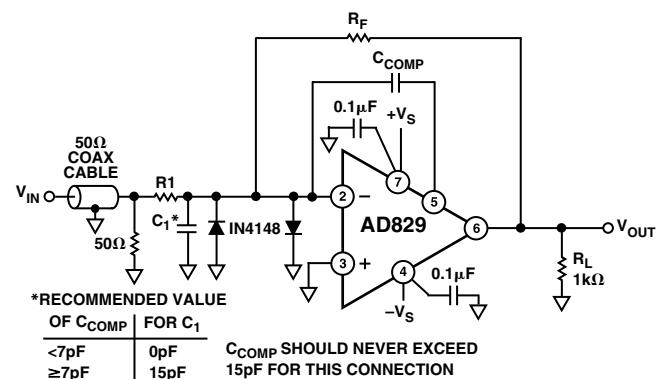 R_F
C_COMP
0.1µF
+V_S
50Ω
COAX
CABLE
V_IN
R1
C_1*
IN4148
50Ω
2
−
3
+
7
5
6
4
AD829
0.1µF
−V_S
V_OUT
R_L
1kΩ
*RECOMMENDED VALUE
OF C_COMP FOR C_1
<7pF 0pF
≥7pF 15pF
C_COMP SHOULD NEVER EXCEED
15pF FOR THIS CONNECTION